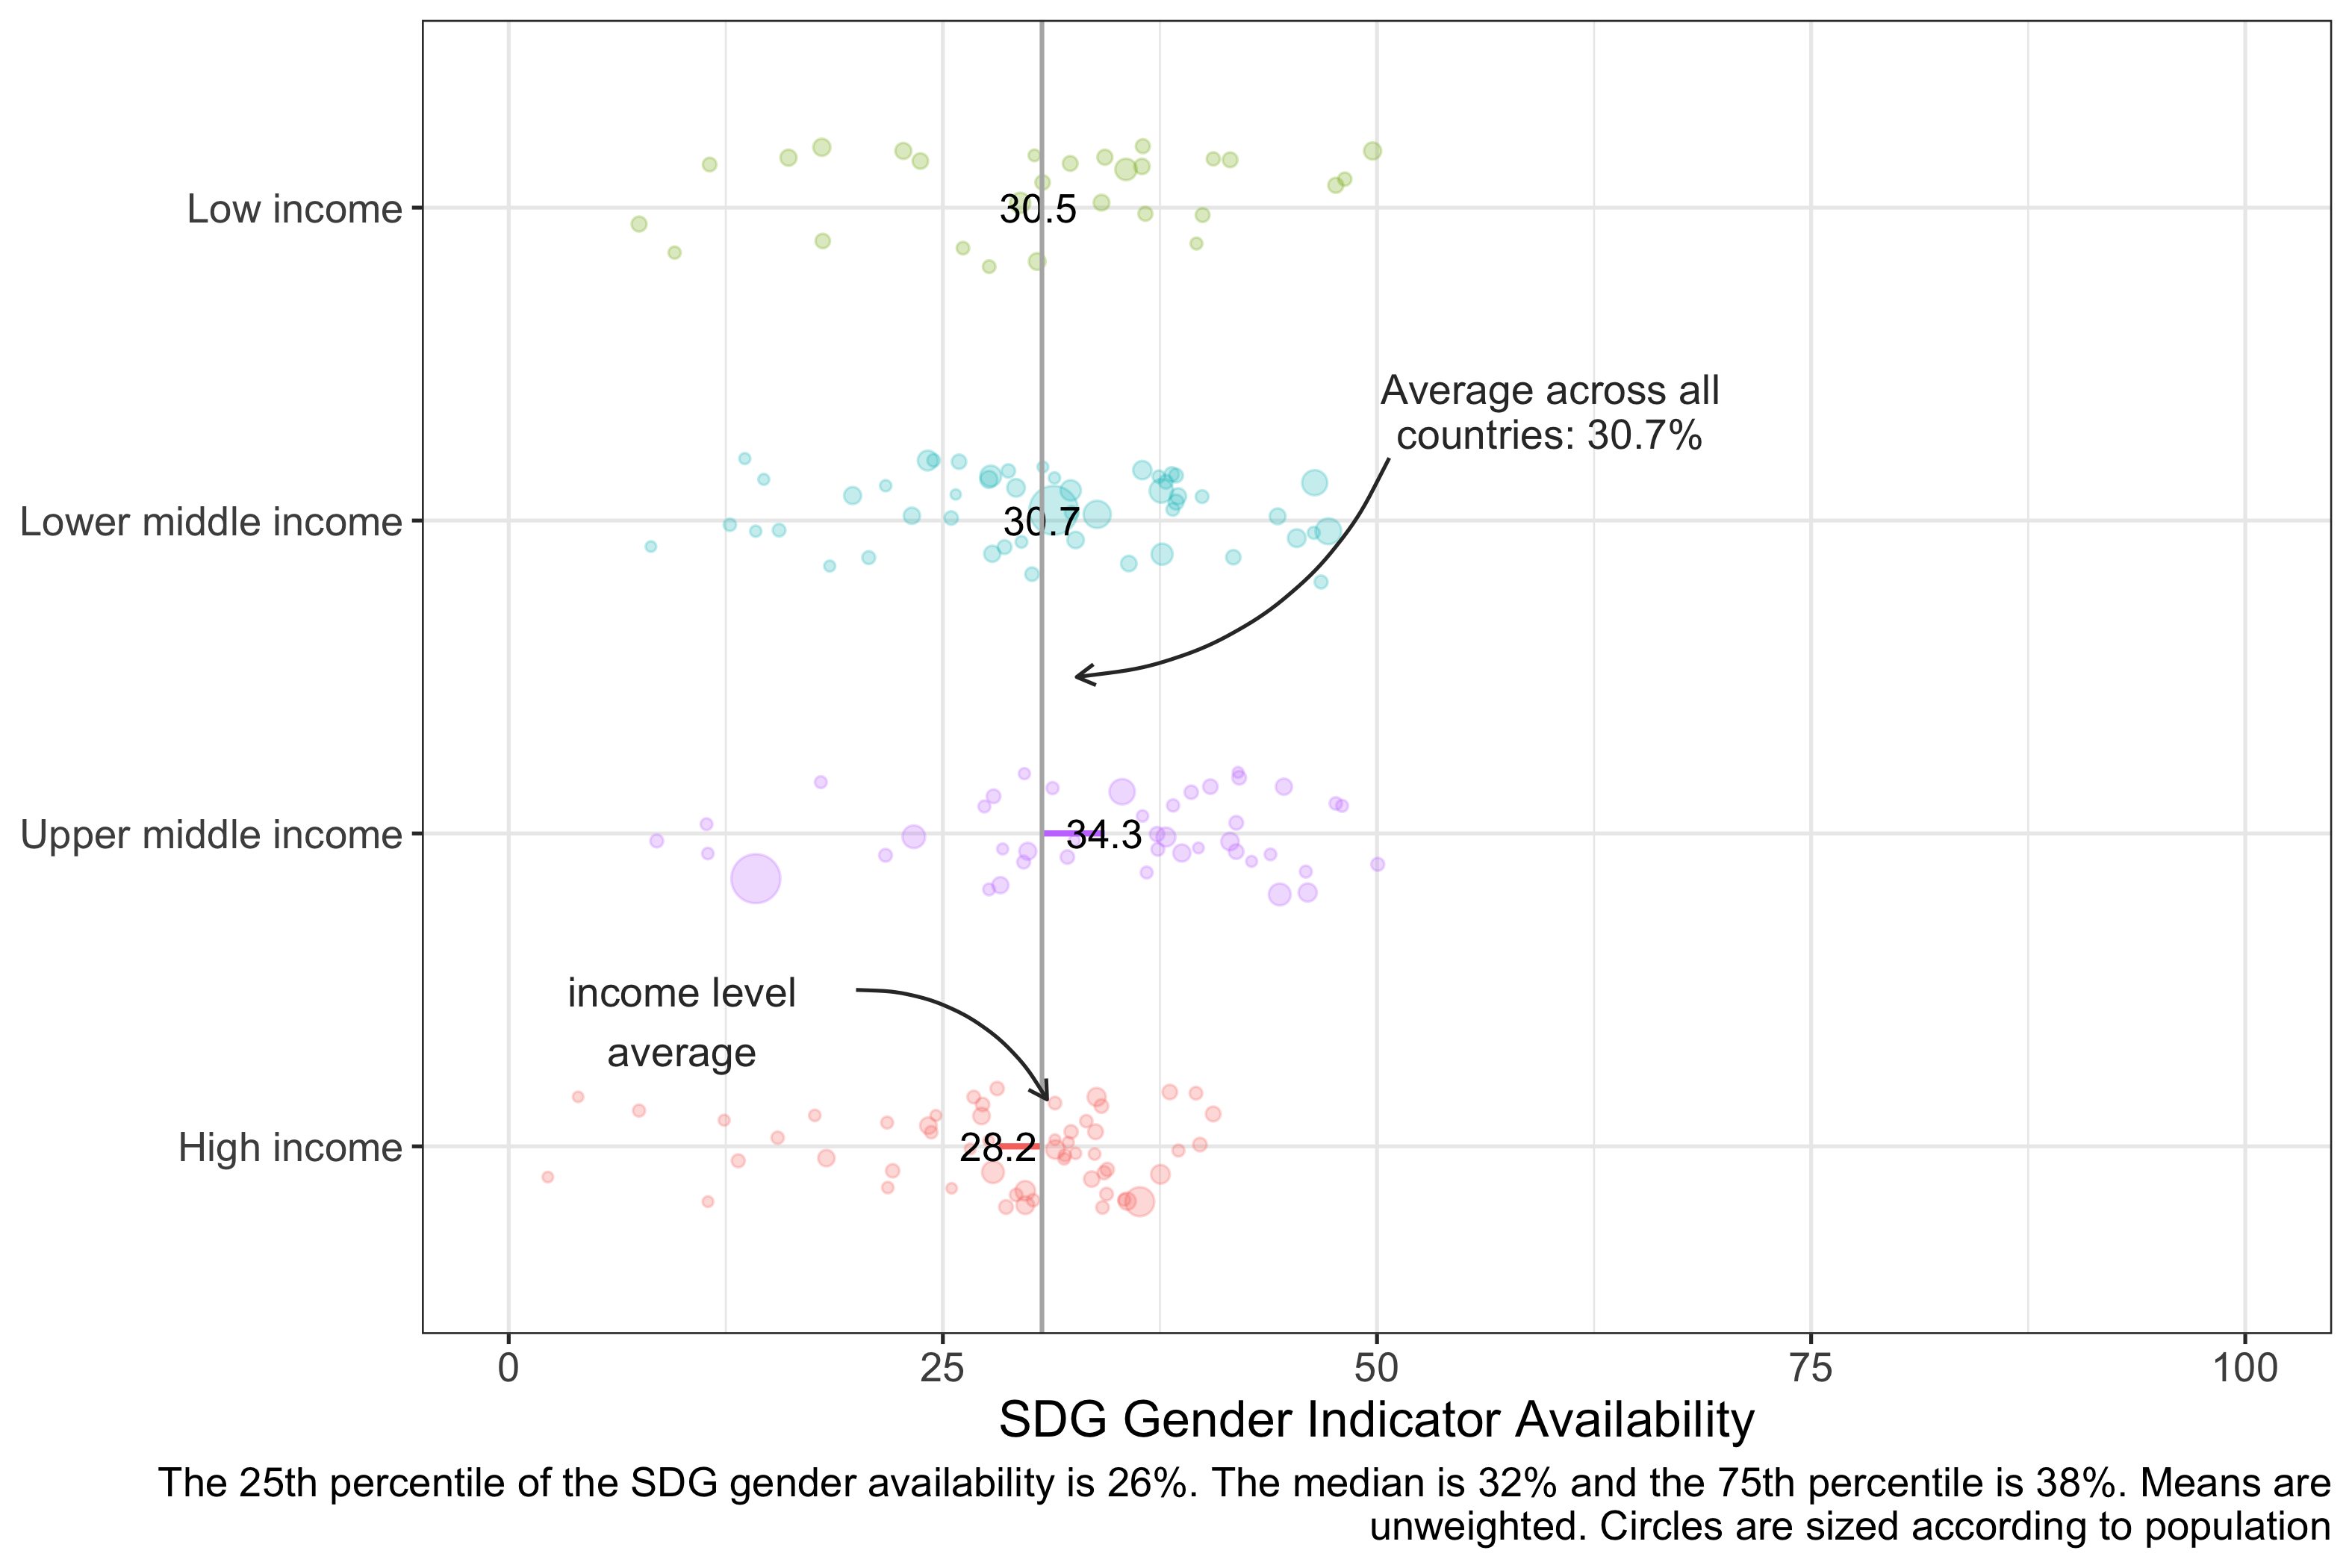 Low income
30.5
Average across all
countries: 30.7%
Lower middle income
30.7
Upper middle income
34.3
income level
average
High income
28.2
0
25
50
75
100
SDG Gender Indicator Availability
The 25th percentile of the SDG gender availability is 26%. The median is 32% and the 75th percentile is 38%. Means are
unweighted. Circles are sized according to population